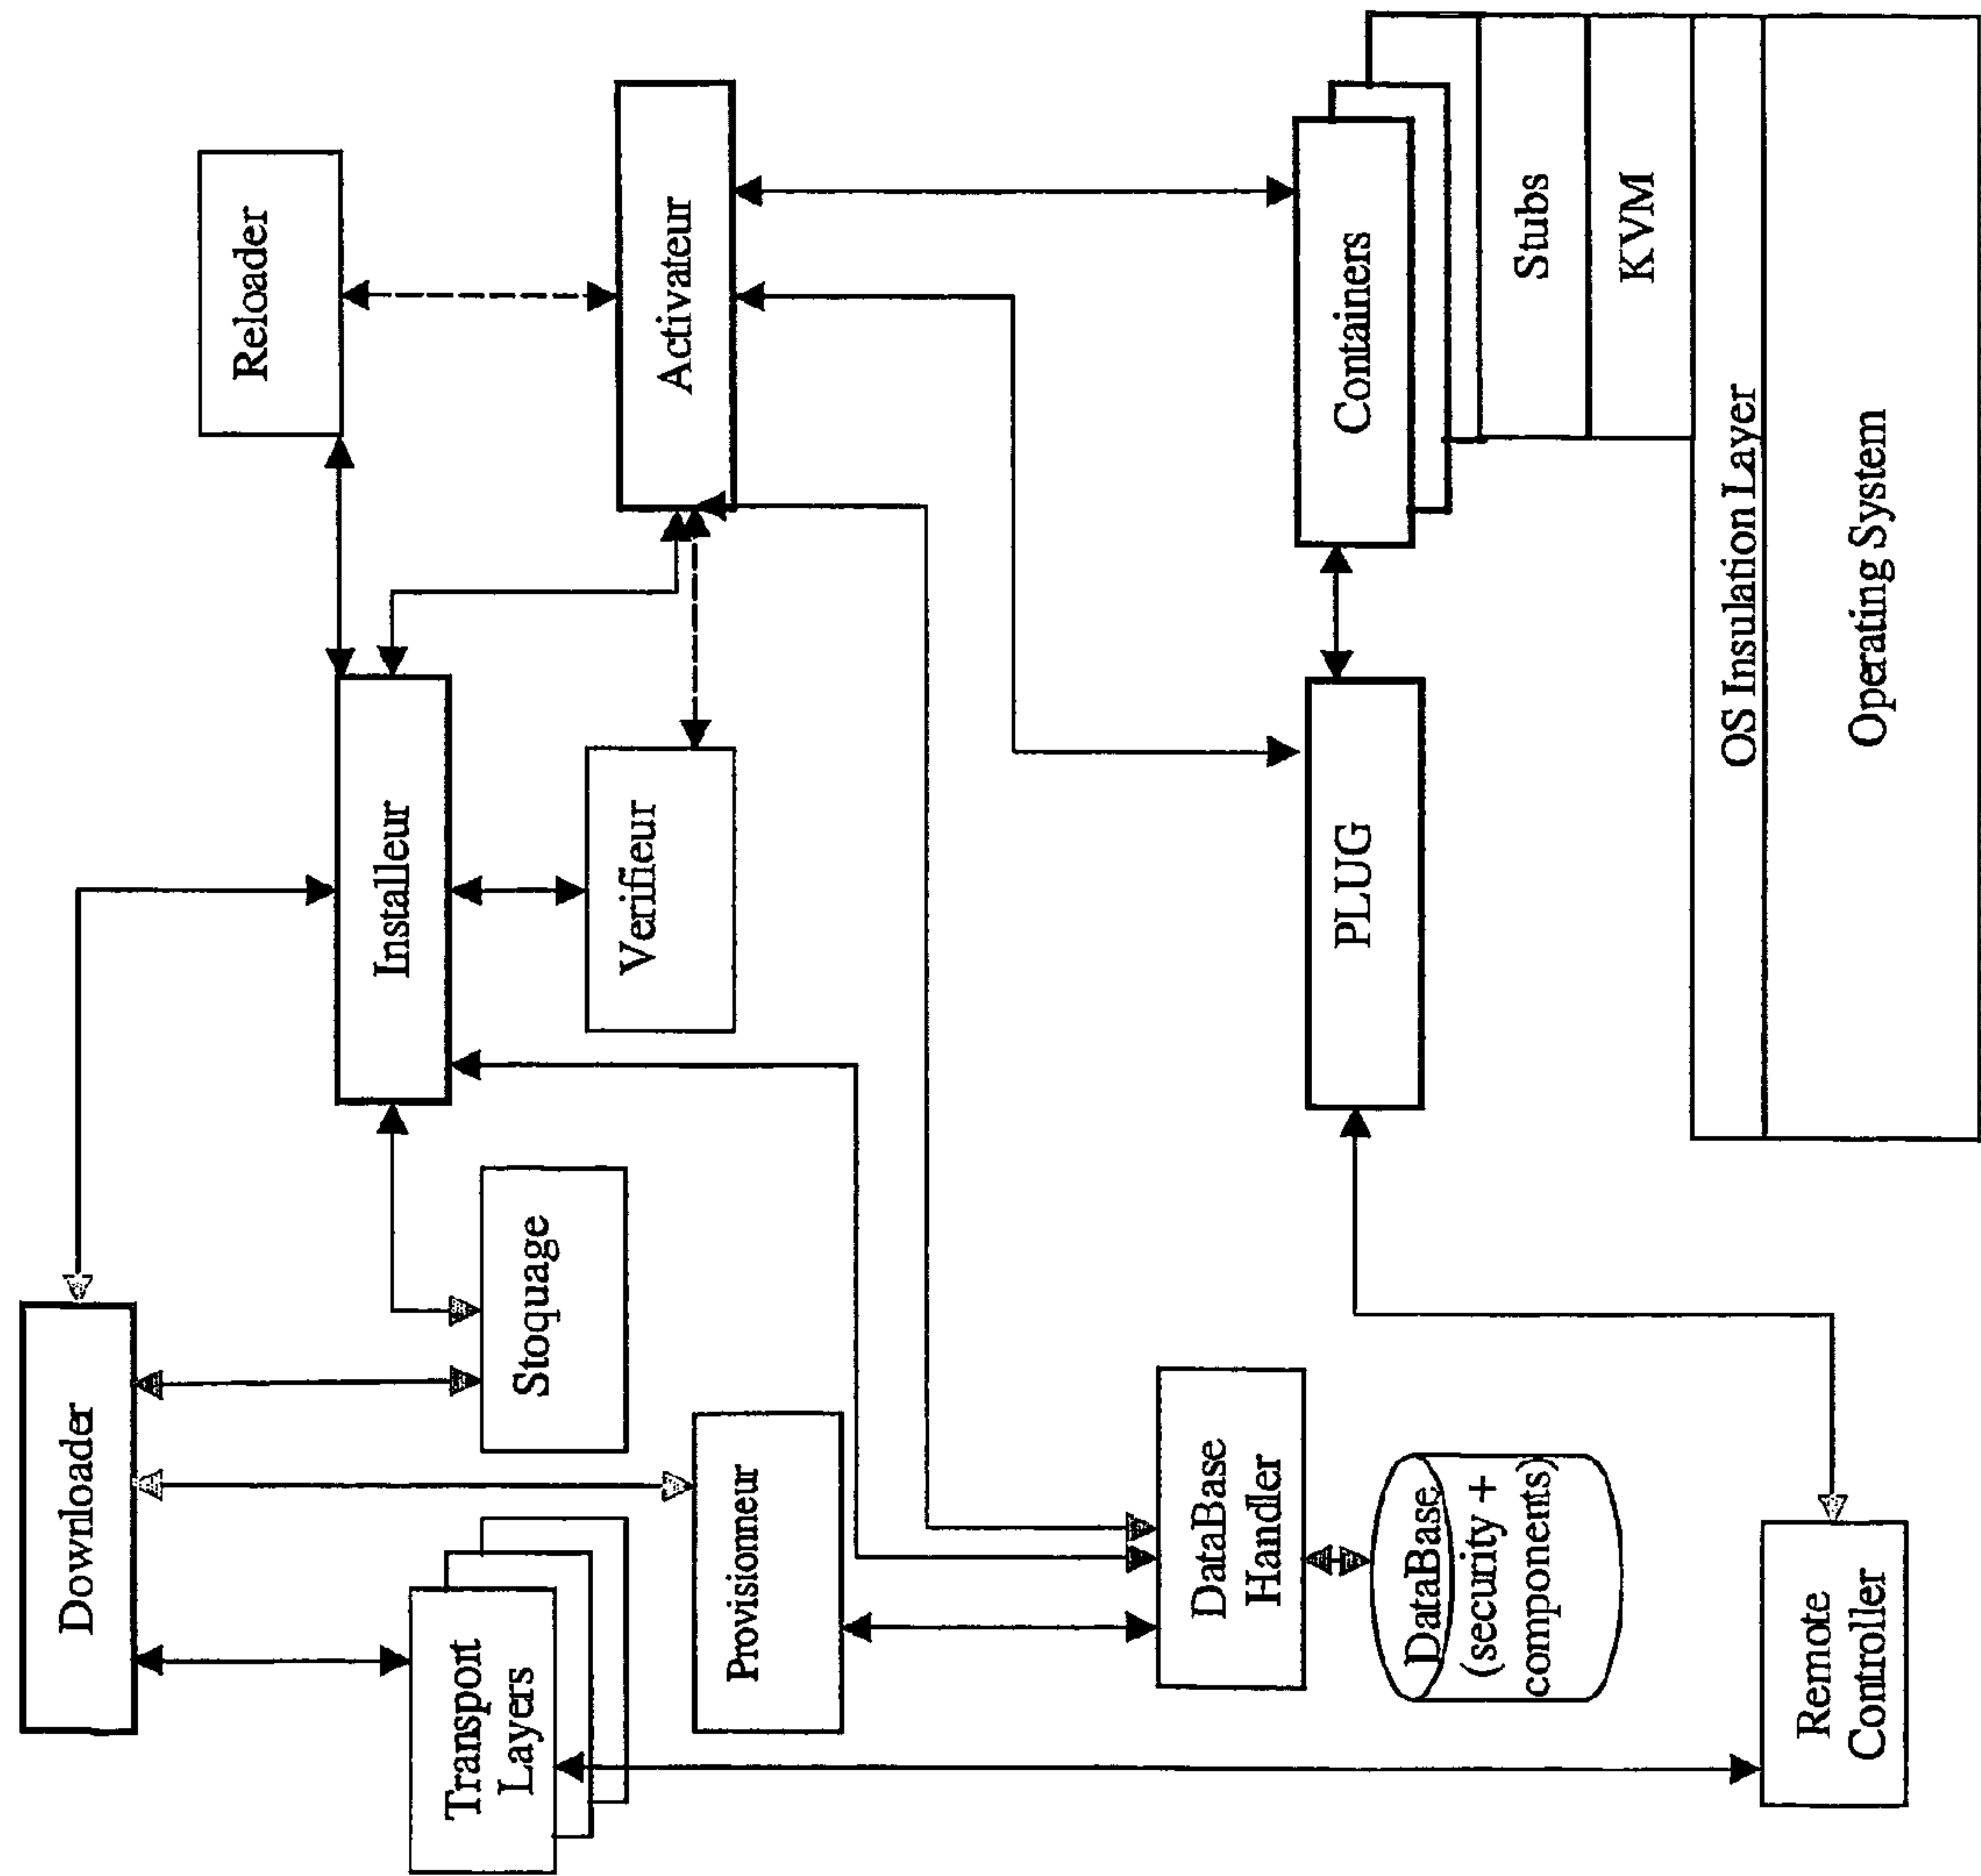 Downloader
Transport
Layers
Stoquage
Provisionneur
Installeur
Verifieur
Reloader
Activateur
DataBase
Handler
DataBase
(security +
components)
Remote
Controller
PLUG
Containers
Stubs
KVM
OS Insulation Layer
Operating System